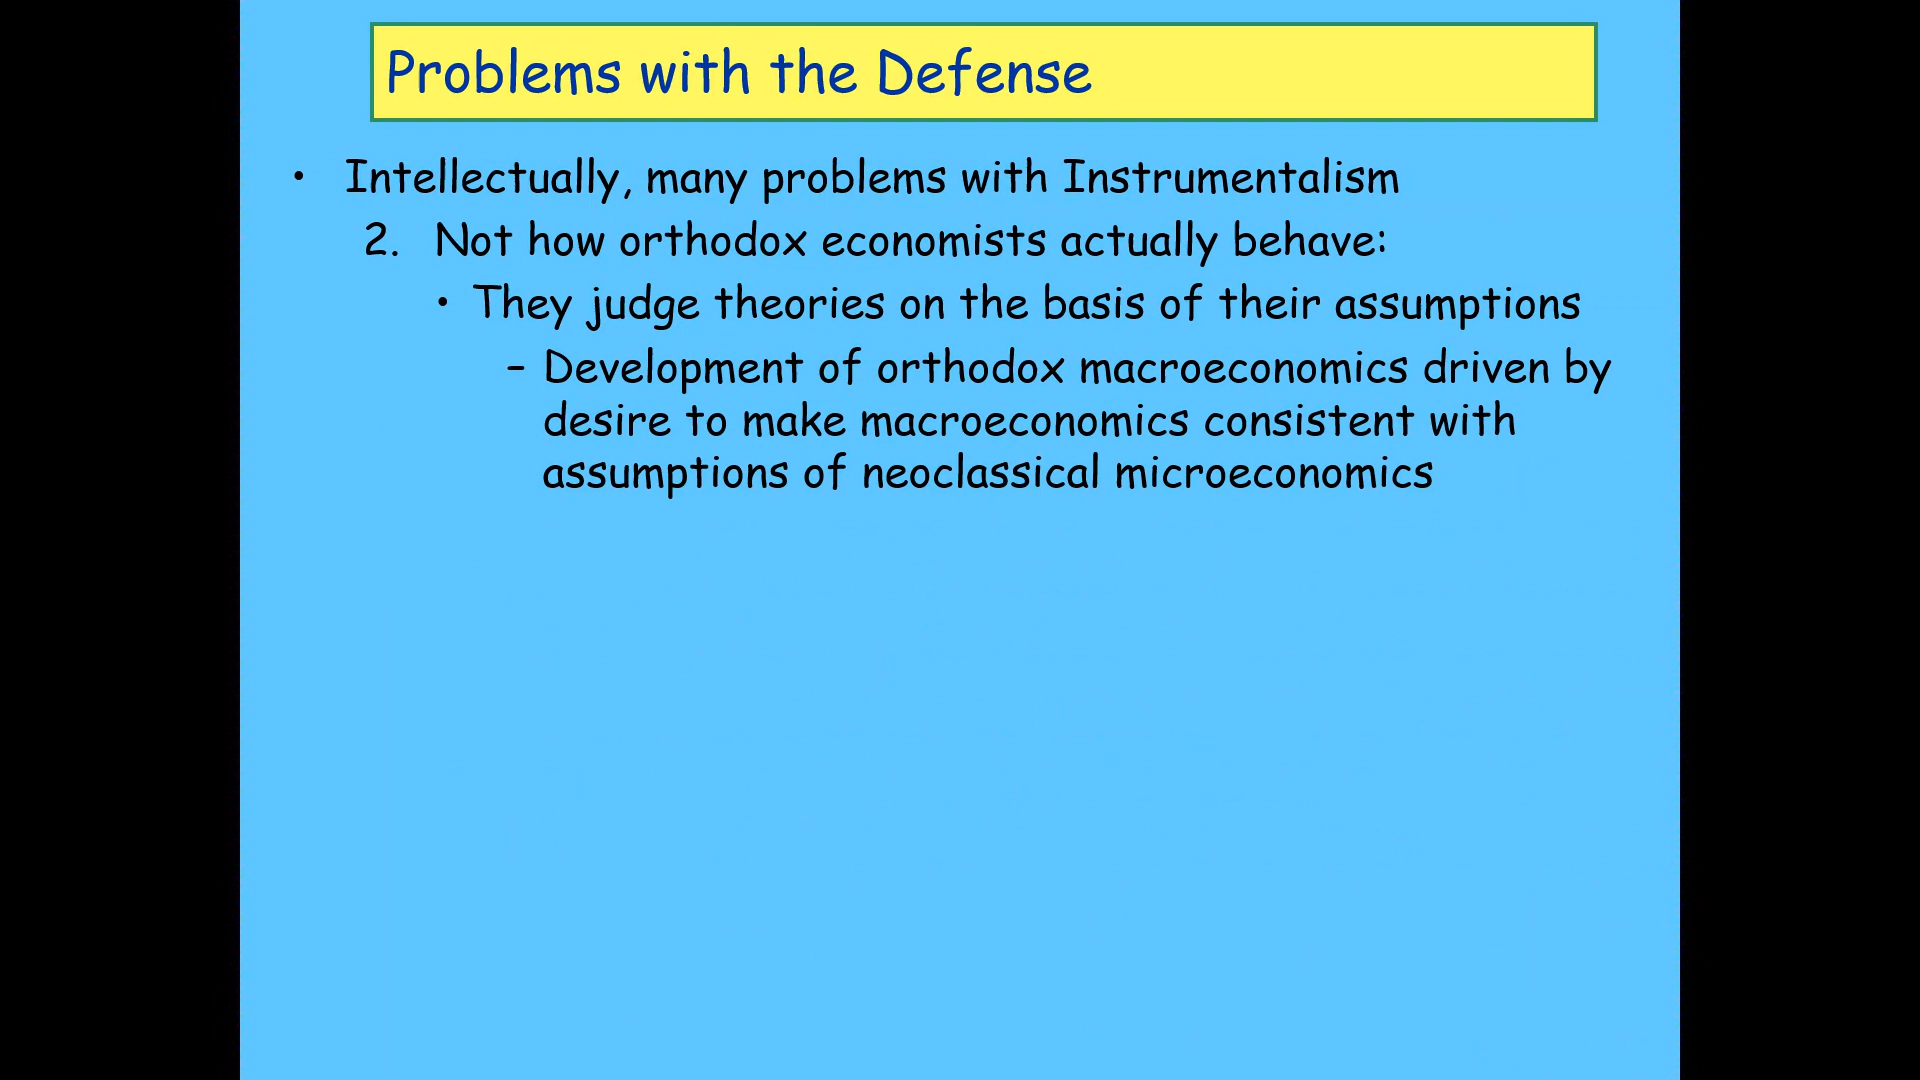 Problems with the Defense
• Intellectually, many problems with Instrumentalism
2. Not how orthodox economists actually behave:
• They judge theories on the basis of their assumptions
– Development of orthodox macroeconomics driven by
desire to make macroeconomics consistent with
assumptions of neoclassical microeconomics